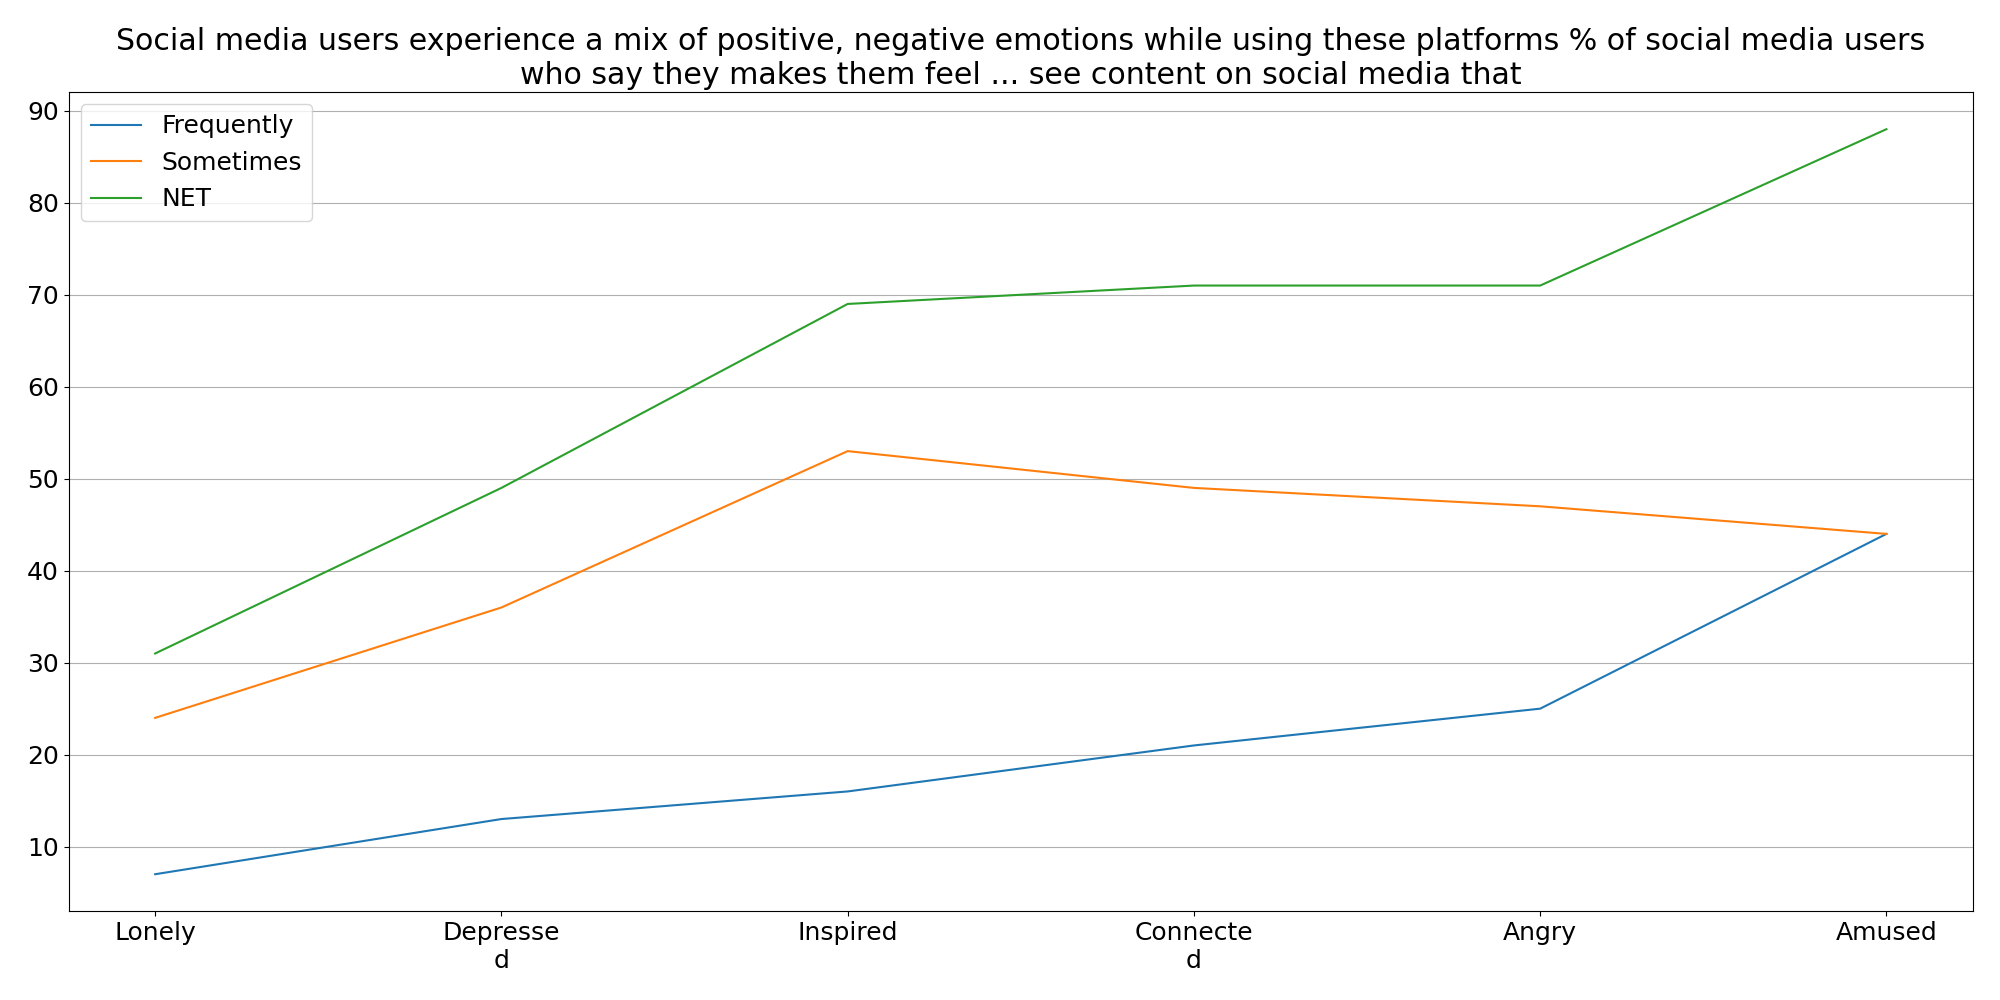 Social media users experience a mix of positive, negative emotions while using these platforms % of social media users
who say they makes them feel ... see content on social media that
90
80
70
60
50
40
30
20
10
Frequently
Sometimes
NET
Lonely
Depresse
d
Inspired
Connecte
d
Angry
Amused